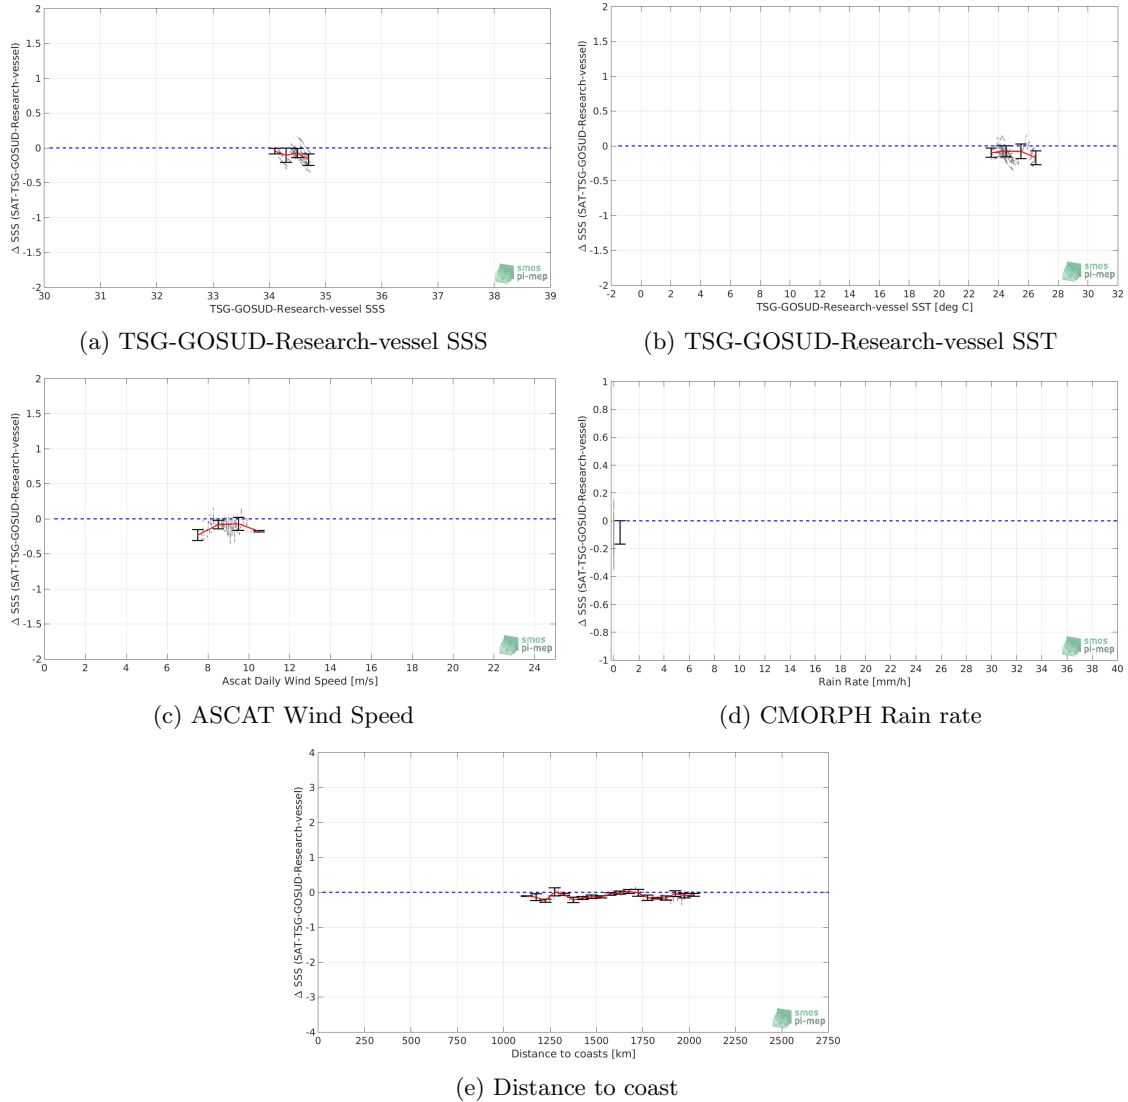 2
1.5
1
0.5
0
-0.5
-1
-1.5
-2
Δ SSS (SAT-TSG-GOSUD-Research-vessel)
30 31 32 33 34 35 36 37 38 39
TSG-GOSUD-Research-vessel SSS
smos
pi-mep
(a) TSG-GOSUD-Research-vessel SSS
2
1.5
1
0.5
0
-0.5
-1
-1.5
-2
Δ SSS (SAT-TSG-GOSUD-Research-vessel)
-2 0 2 4 6 8 10 12 14 16 18 20 22 24 26 28 30 32
TSG-GOSUD-Research-vessel SST [deg C]
smos
pi-mep
(b) TSG-GOSUD-Research-vessel SST
2
1.5
1
0.5
0
-0.5
-1
-1.5
-2
Δ SSS (SAT-TSG-GOSUD-Research-vessel)
0 2 4 6 8 10 12 14 16 18 20 22 24
Ascat Daily Wind Speed [m/s]
smos
pi-mep
(c) ASCAT Wind Speed
1
0.8
0.6
0.4
0.2
0
-0.2
-0.4
-0.6
-0.8
-1
Δ SSS (SAT-TSG-GOSUD-Research-vessel)
0 2 4 6 8 10 12 14 16 18 20 22 24 26 28 30 32 34 36 38 40
Rain Rate [mm/h]
smos
pi-mep
(d) CMORPH Rain rate
4
3
2
1
0
-1
-2
-3
-4
Δ SSS (SAT-TSG-GOSUD-Research-vessel)
0 250 500 750 1000 1250 1500 1750 2000 2250 2500 2750
Distance to coasts [km]
smos
pi-mep
(e) Distance to coast